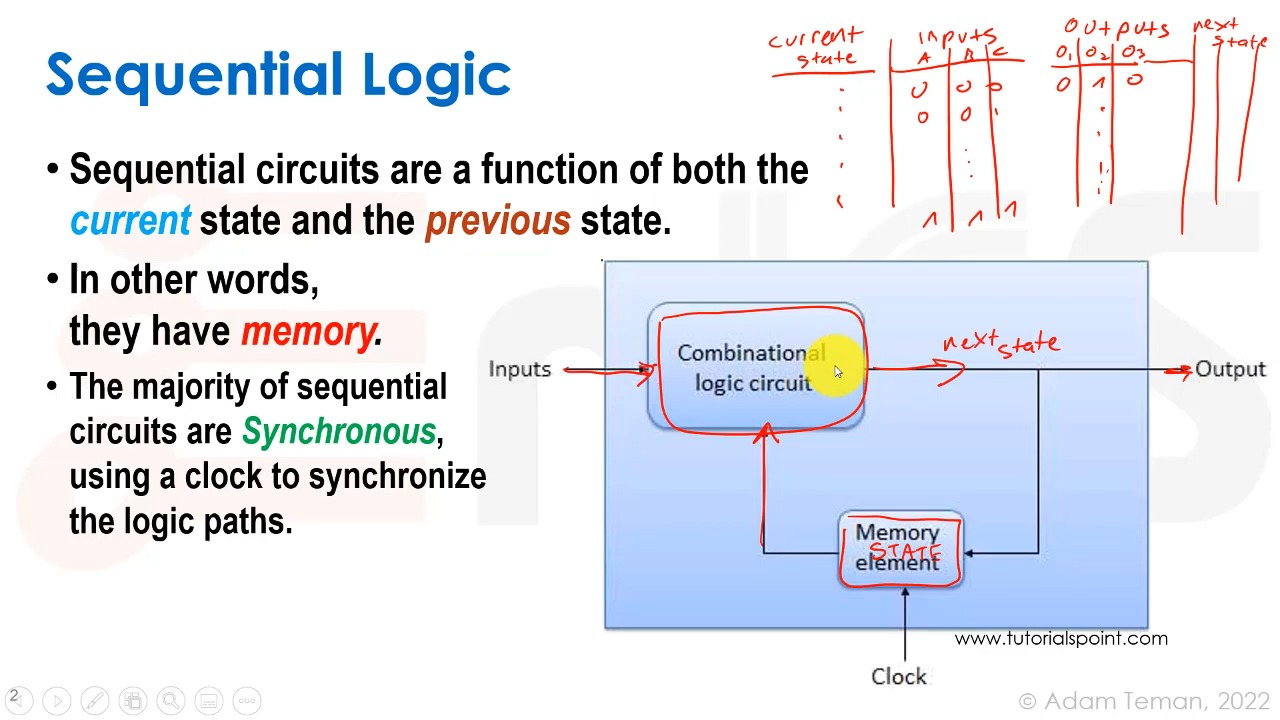 Sequential Logic
• Sequential circuits are a function of both the
current state and the previous state.
• In other words,
they have memory.
• The majority of sequential
circuits are Synchronous,
using a clock to synchronize
the logic paths.
current state inputs outputs next state
A B C O1 O2 O3
0 0 0 0 1 0
0 0 1
1 1 1
Inputs
Combinational
logic circuit
next state
Output
Memory
STATE
element
www.tutorialspoint.com
Clock
2
© Adam Teman, 2022